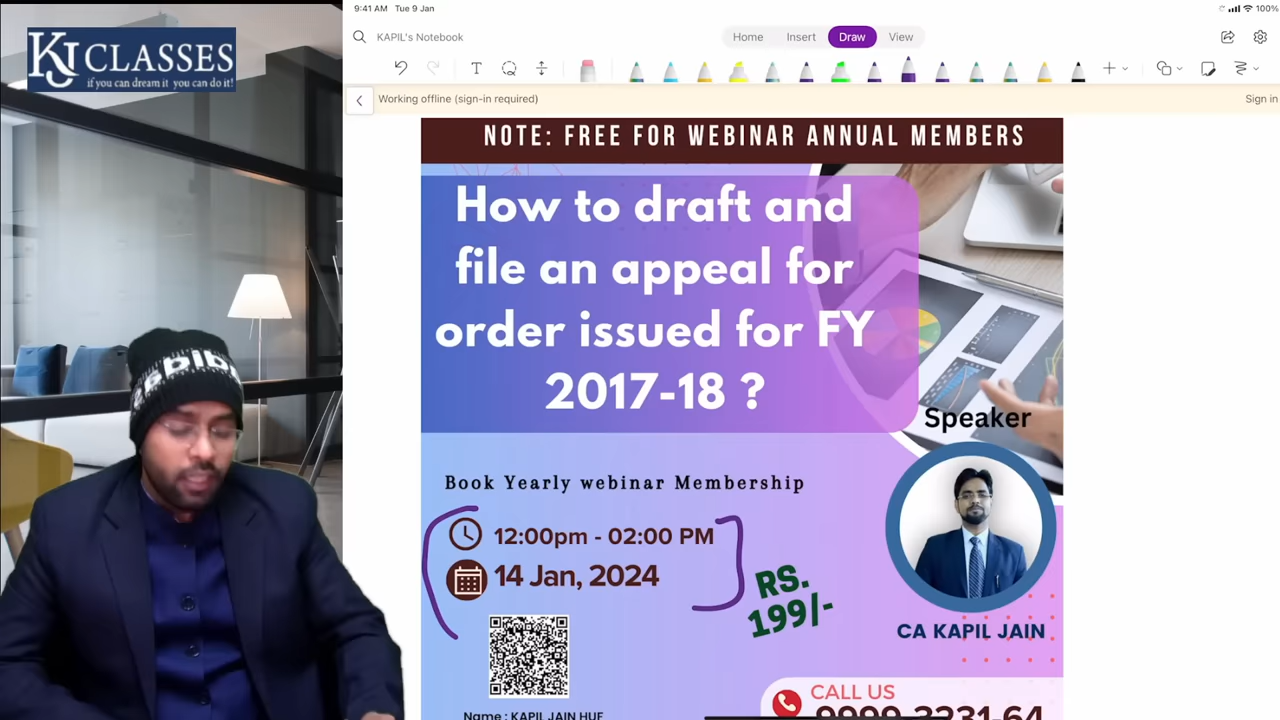 KJ CLASSES
if you can dream it you can do it!
9:41 AM Tue 9 Jan
100%
KAPIL's Notebook
Home Insert Draw View
Working offline (sign-in required)
Sign in
NOTE: FREE FOR WEBINAR ANNUAL MEMBERS
How to draft and
file an appeal for
order issued for FY
2017-18 ?
Speaker
Book Yearly webinar Membership
12:00pm - 02:00 PM
14 Jan, 2024
RS.
199/-
CA KAPIL JAIN
CALL US
9999-3231-64
Name : KAPIL JAIN HUF